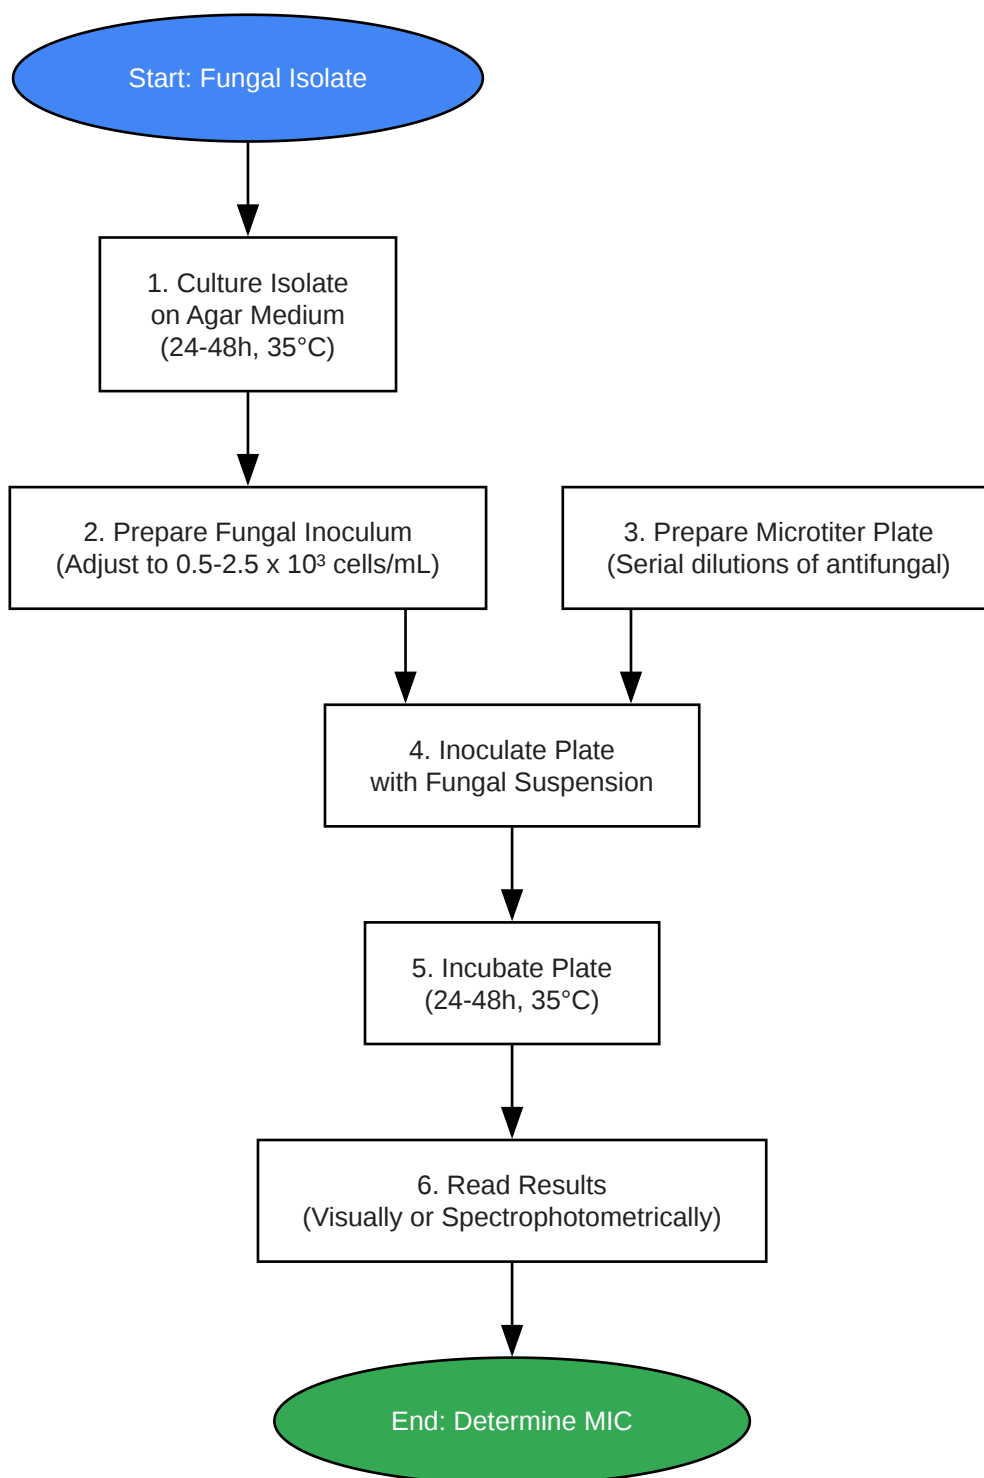 Start: Fungal Isolate
1. Culture Isolate
on Agar Medium
(24-48h, 35°C)
2. Prepare Fungal Inoculum
(Adjust to 0.5-2.5 x 10³ cells/mL)
3. Prepare Microtiter Plate
(Serial dilutions of antifungal)
4. Inoculate Plate
with Fungal Suspension
5. Incubate Plate
(24-48h, 35°C)
6. Read Results
(Visually or Spectrophotometrically)
End: Determine MIC